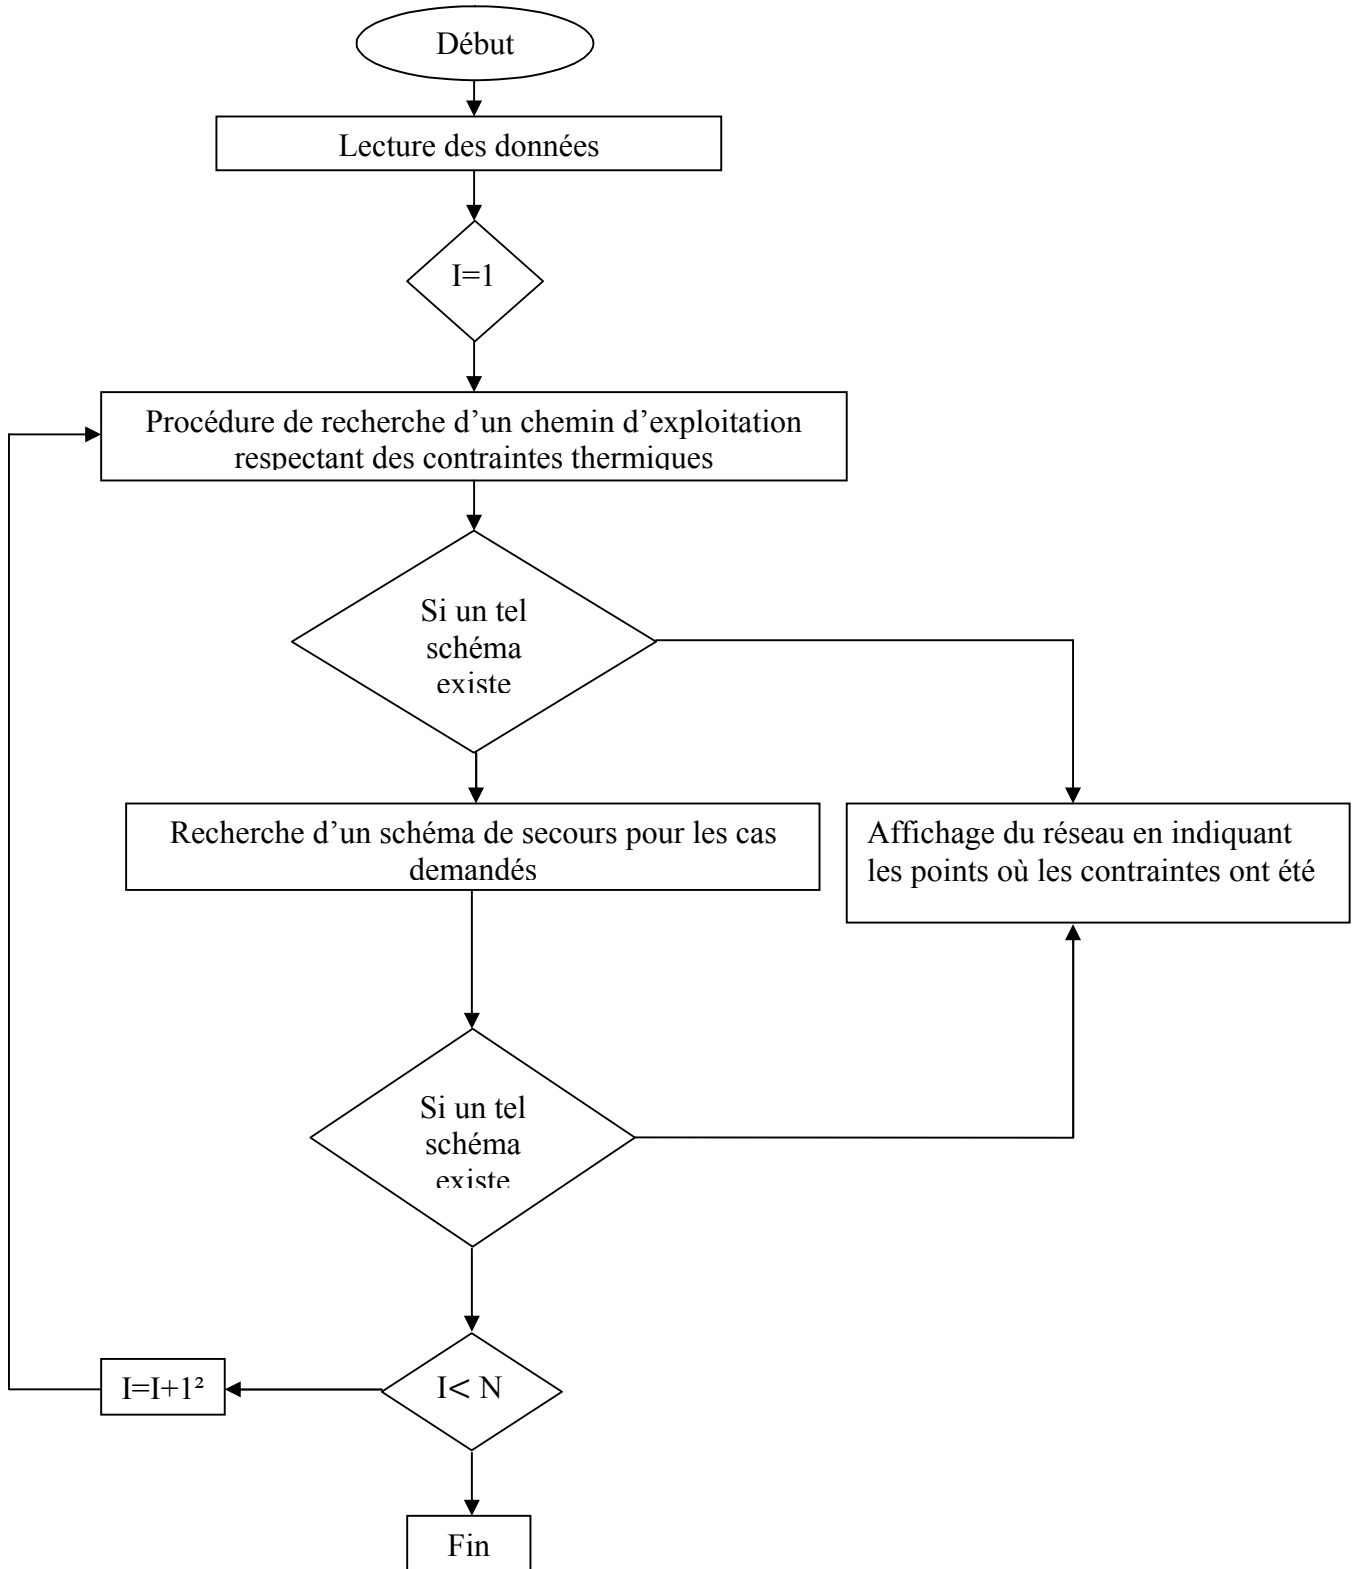 Début
Lecture des données
I=1
Procédure de recherche d’un chemin d’exploitation
respectant des contraintes thermiques
Si un tel
schéma
existe
Recherche d’un schéma de secours pour les cas
demandés
Affichage du réseau en indiquant
les points où les contraintes ont été
Si un tel
schéma
existe
I=I+1²
I< N
Fin